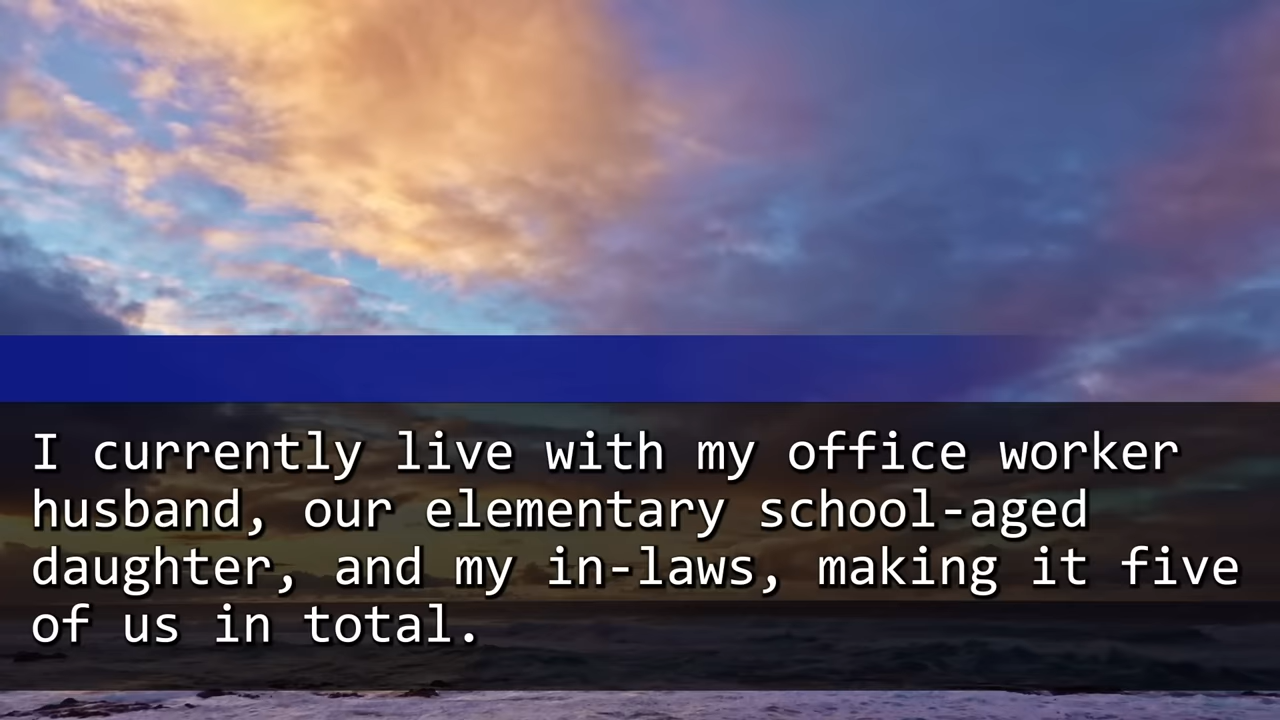 I currently live with my office worker
husband, our elementary school-aged
daughter, and my in-laws, making it five
of us in total.